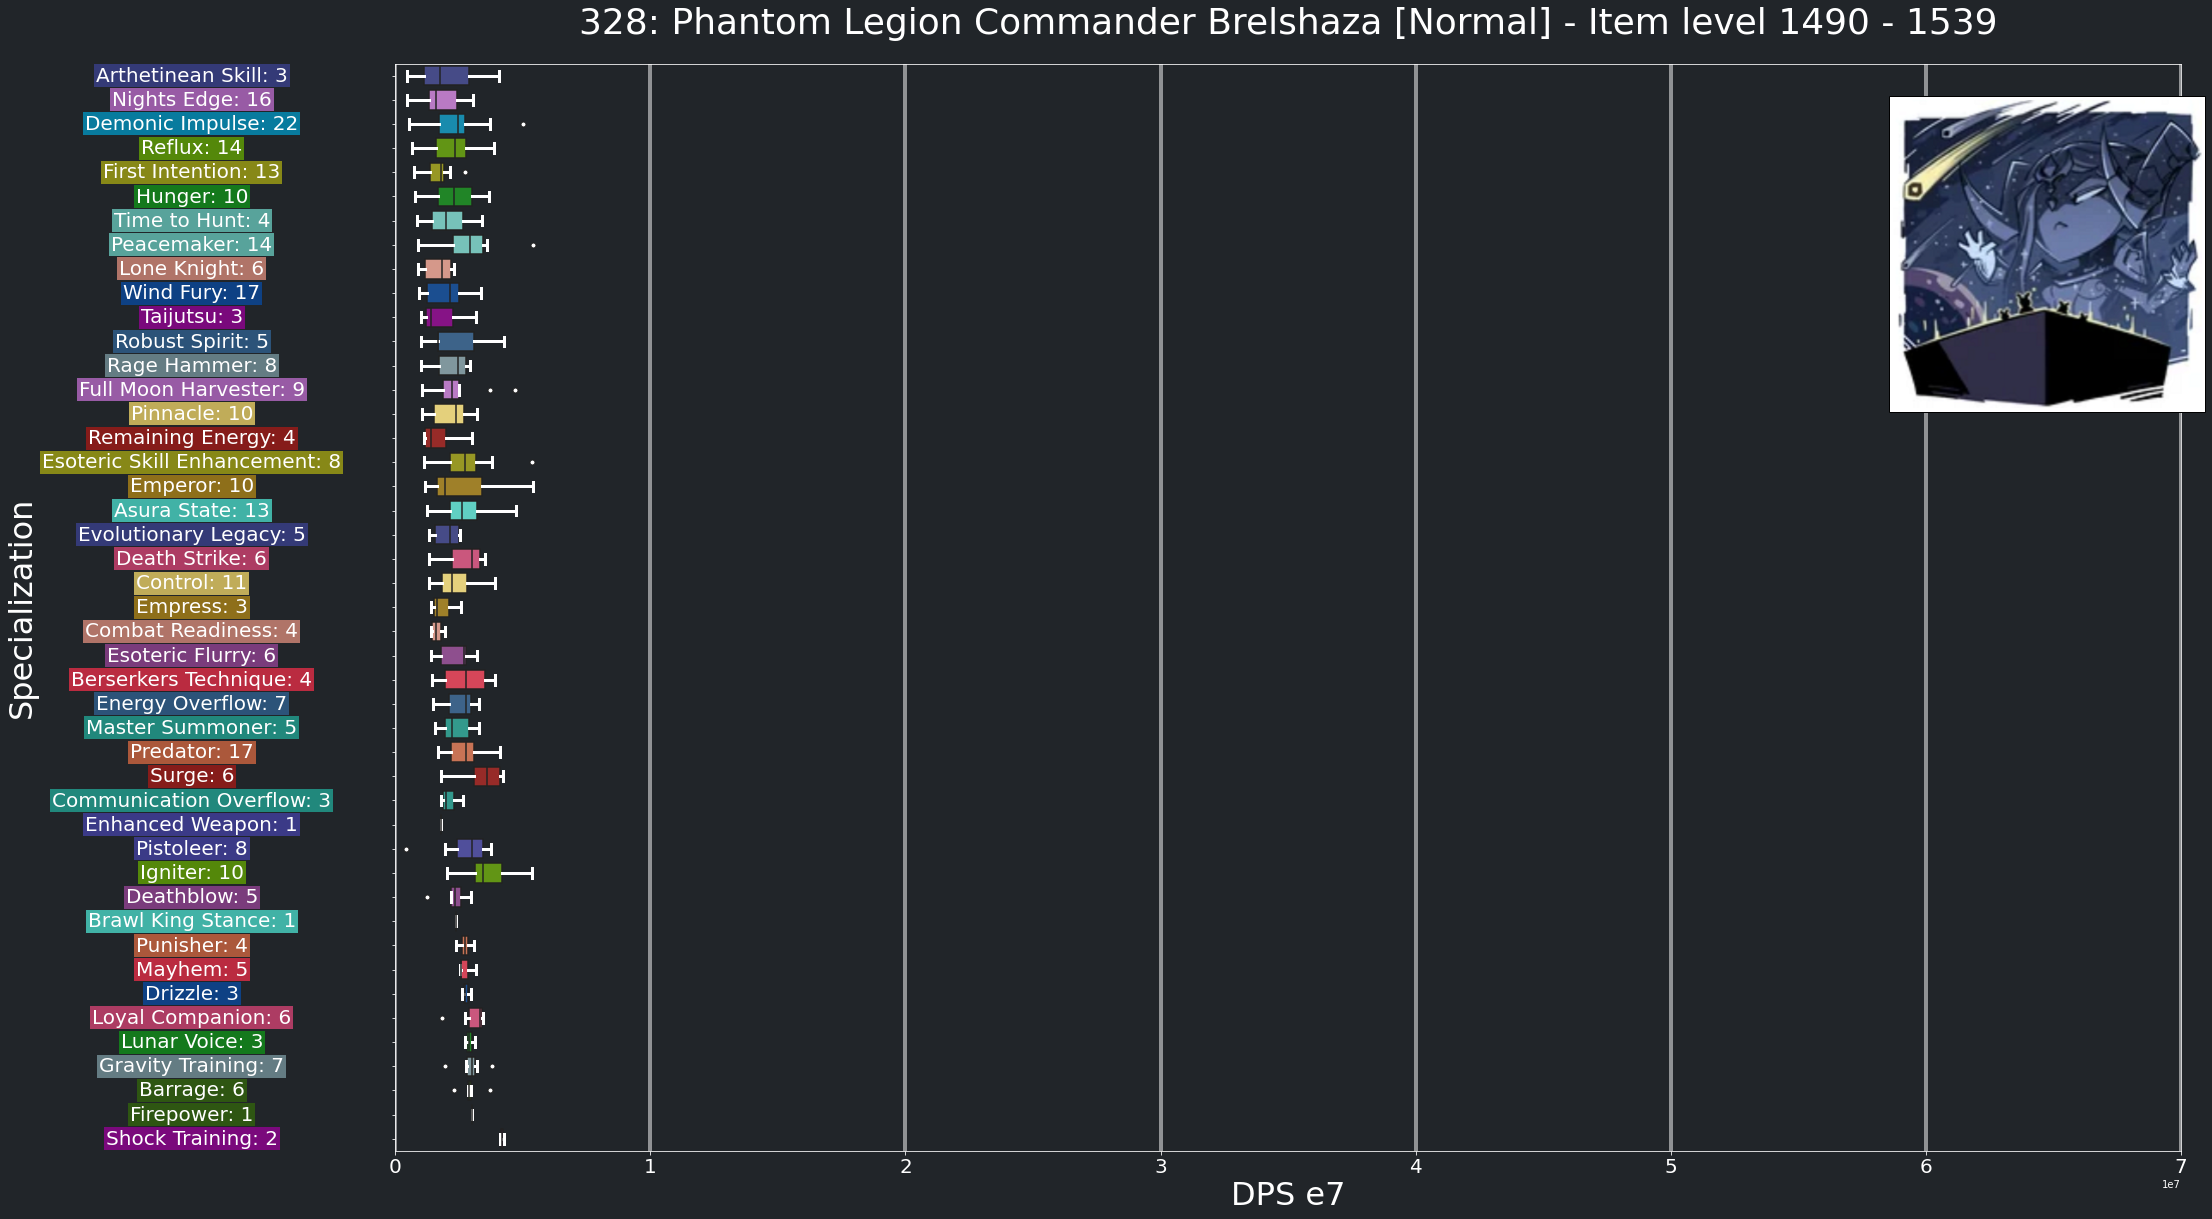 328: Phantom Legion Commander Brelshaza [Normal] - Item level 1490 - 1539
Specialization
Arthetinean Skill: 3
Nights Edge: 16
Demonic Impulse: 22
Reflux: 14
First Intention: 13
Hunger: 10
Time to Hunt: 4
Peacemaker: 14
Lone Knight: 6
Wind Fury: 17
Taijutsu: 3
Robust Spirit: 5
Rage Hammer: 8
Full Moon Harvester: 9
Pinnacle: 10
Remaining Energy: 4
Esoteric Skill Enhancement: 8
Emperor: 10
Asura State: 13
Evolutionary Legacy: 5
Death Strike: 6
Control: 11
Empress: 3
Combat Readiness: 4
Esoteric Flurry: 6
Berserkers Technique: 4
Energy Overflow: 7
Master Summoner: 5
Predator: 17
Surge: 6
Communication Overflow: 3
Enhanced Weapon: 1
Pistoleer: 8
Igniter: 10
Deathblow: 5
Brawl King Stance: 1
Punisher: 4
Mayhem: 5
Drizzle: 3
Loyal Companion: 6
Lunar Voice: 3
Gravity Training: 7
Barrage: 6
Firepower: 1
Shock Training: 2
0 1 2 3 4 5 6 7
1e7
DPS e7